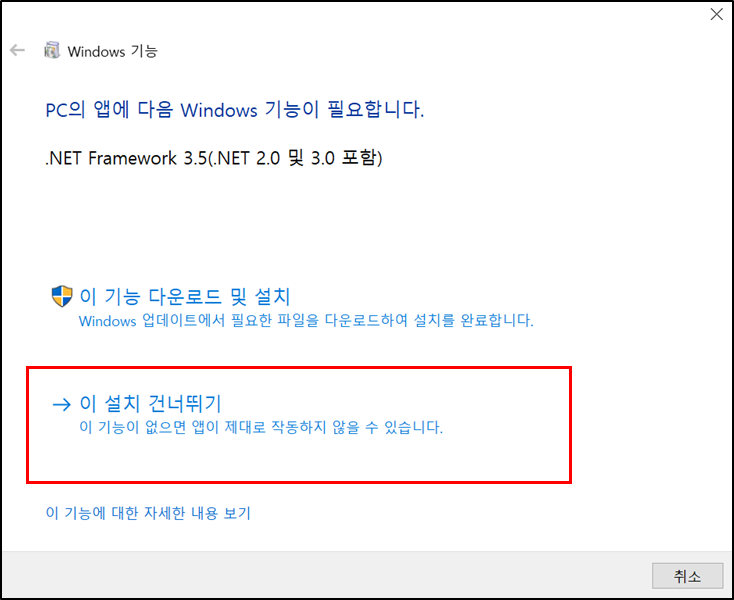 Windows 기능
PC의 앱에 다음 Windows 기능이 필요합니다.
.NET Framework 3.5(.NET 2.0 및 3.0 포함)
이 기능 다운로드 및 설치
Windows 업데이트에서 필요한 파일을 다운로드하여 설치를 완료합니다.
이 설치 건너뛰기
이 기능이 없으면 앱이 제대로 작동하지 않을 수 있습니다.
이 기능에 대한 자세한 내용 보기
취소